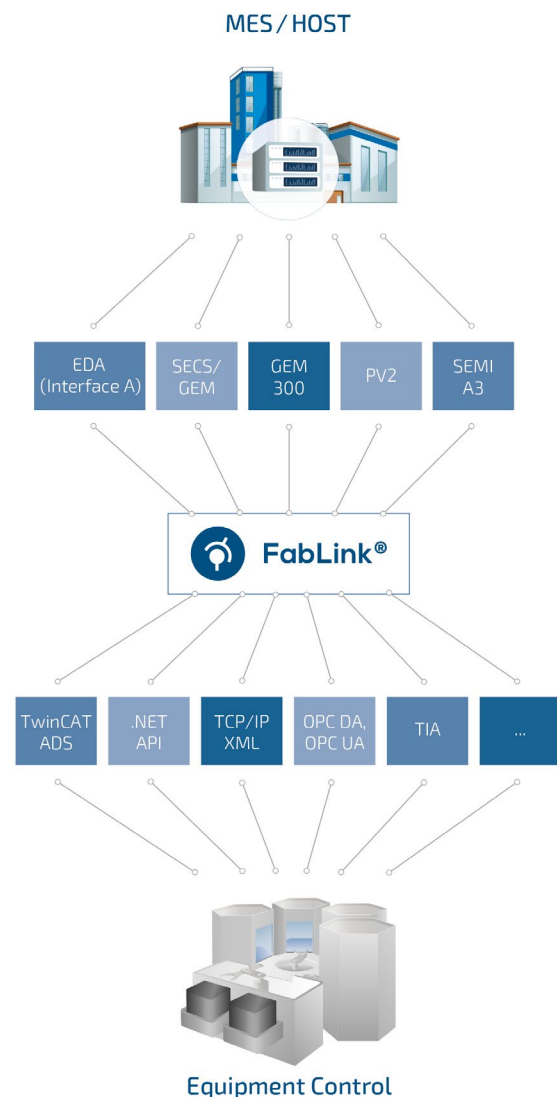 MES / HOST
EDA
(Interface A)
SECS/
GEM
GEM
300
PV2
SEMI
A3
FabLink®
TwinCAT
ADS
.NET
API
TCP/IP
XML
OPC DA,
OPC UA
TIA
...
Equipment Control